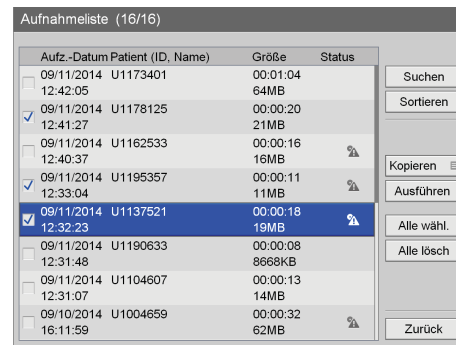 Aufnahmeliste (16/16)
Aufz.-Datum Patient (ID, Name) Größe Status
09/11/2014 U1173401 00:01:04
12:42:05 64MB
09/11/2014 U1178125 00:00:20
12:41:27 21MB
09/11/2014 U1162533 00:00:16
12:40:37 16MB
09/11/2014 U1195357 00:00:11
12:33:04 11MB
09/11/2014 U1137521 00:00:18
12:32:23 19MB
09/11/2014 U1190633 00:00:08
12:31:48 8668KB
09/11/2014 U1104607 00:00:13
12:31:07 14MB
09/10/2014 U1004659 00:00:32
16:11:59 62MB
Suchen
Sortieren
Kopieren
Ausführen
Alle wähl.
Alle lösch
Zurück